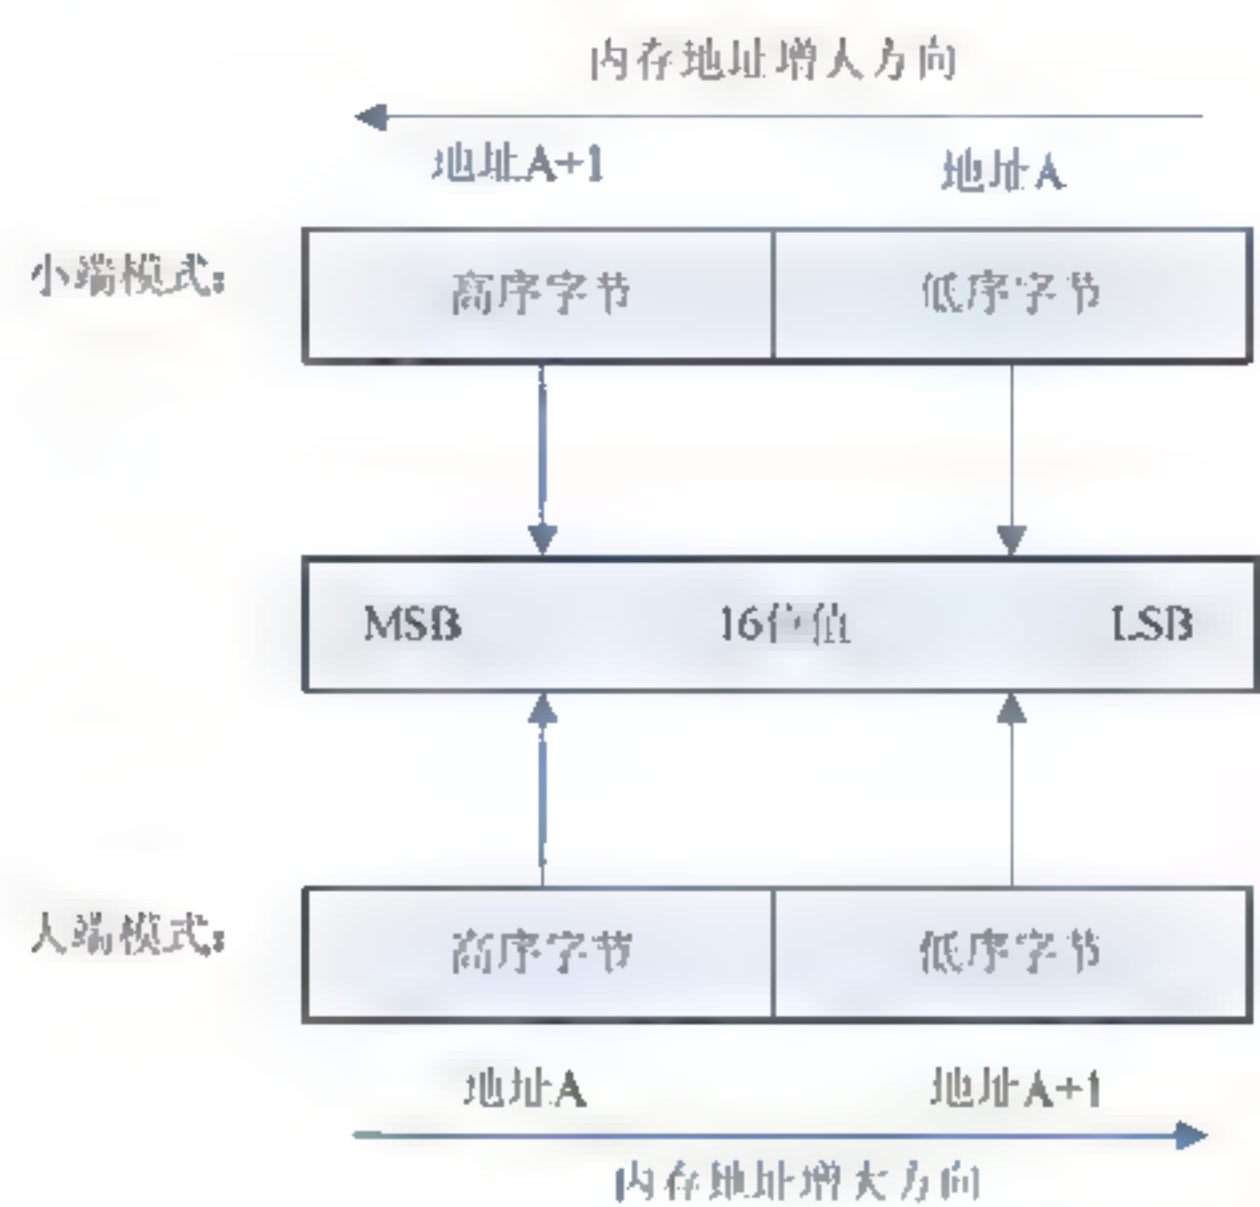 内存地址增大方向
地址A+1 地址A
小端模式:
高序字节 低序字节
MSB 16位值 LSB
大端模式:
高序字节 低序字节
地址A 地址A+1
内存地址增大方向